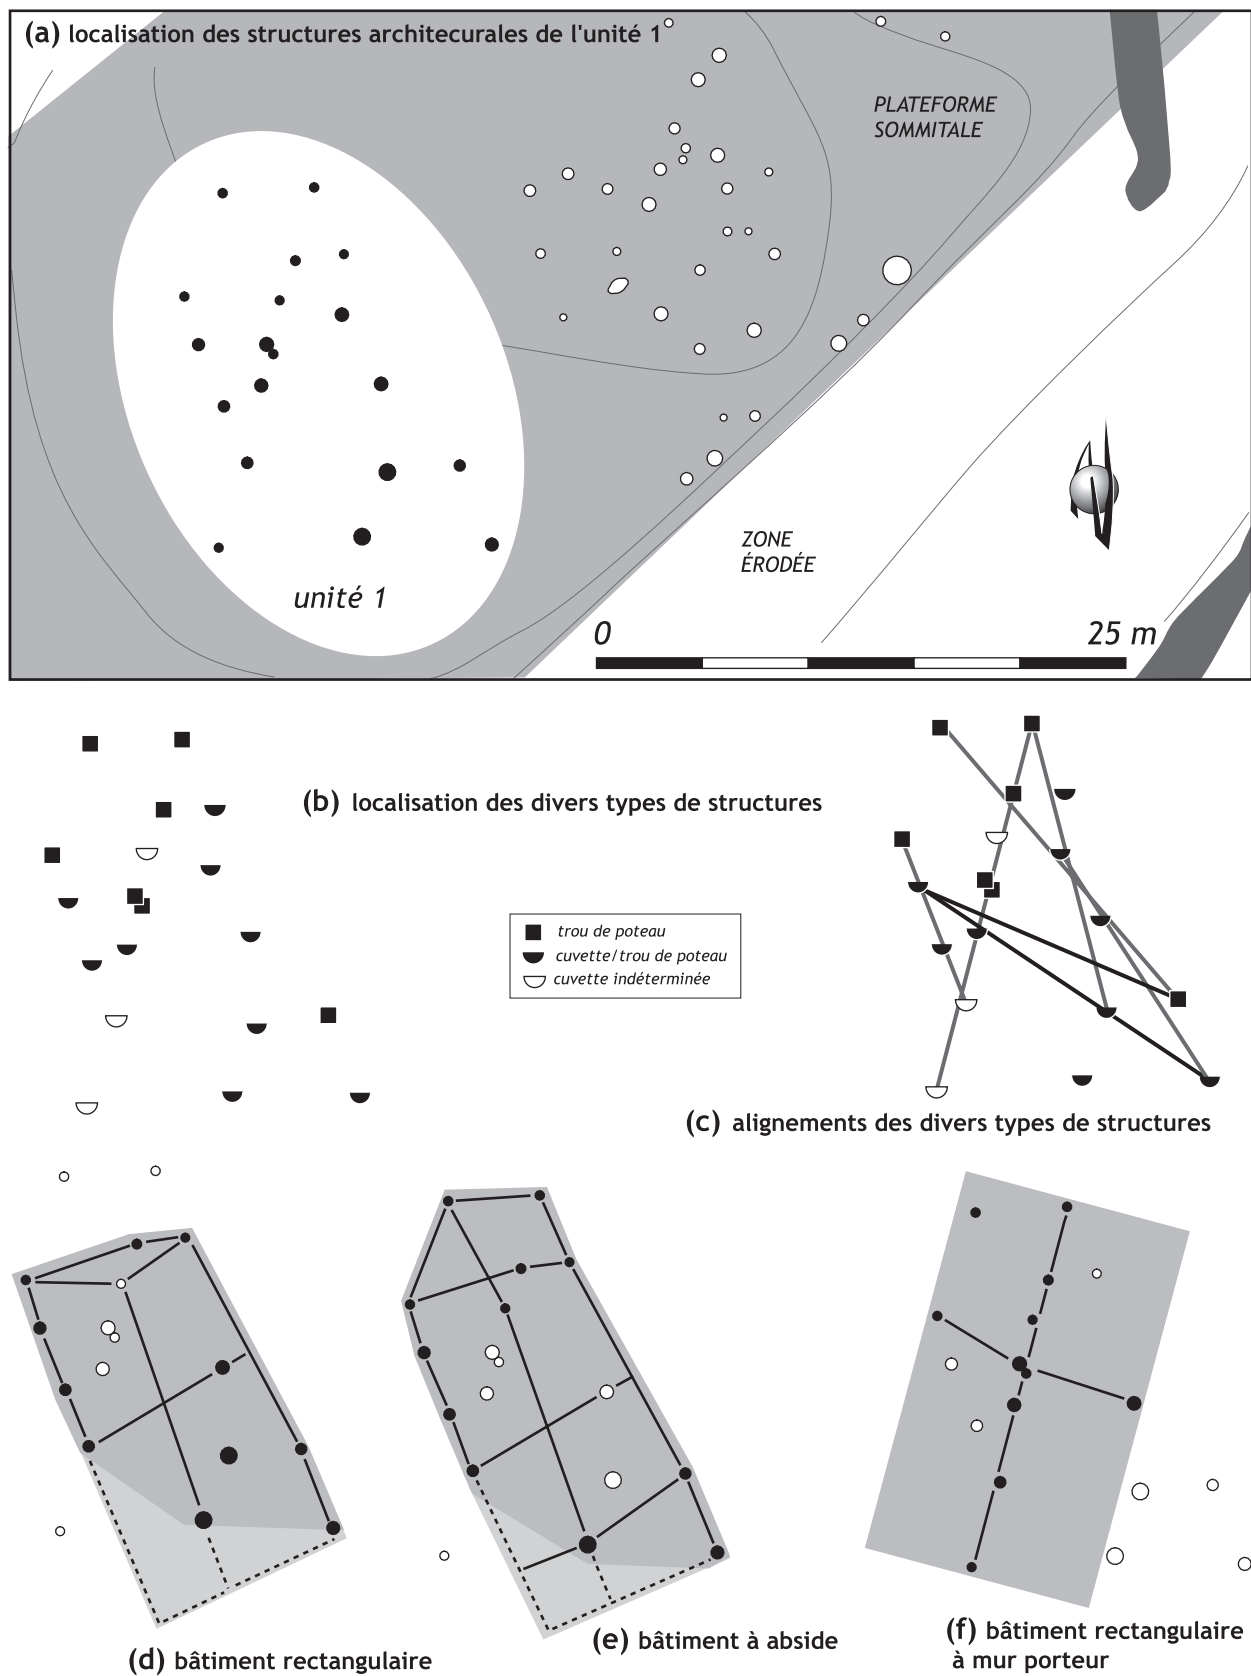 (a) localisation des structures architecurales de l'unité 1
PLATEFORME
SOMMITALE
ZONE
ÉRODÉE
unité 1
0
25 m
(b) localisation des divers types de structures
trou de poteau
cuvette/trou de poteau
cuvette indéterminée
(c) alignements des divers types de structures
(d) bâtiment rectangulaire
(e) bâtiment à abside
(f) bâtiment rectangulaire
à mur porteur